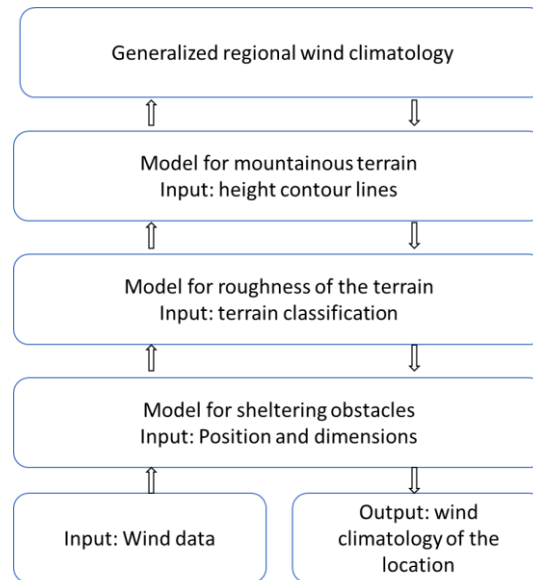 Generalized regional wind climatology
Model for mountainous terrain
Input: height contour lines
Model for roughness of the terrain
Input: terrain classification
Model for sheltering obstacles
Input: Position and dimensions
Input: Wind data
Output: wind
climatology of the
location